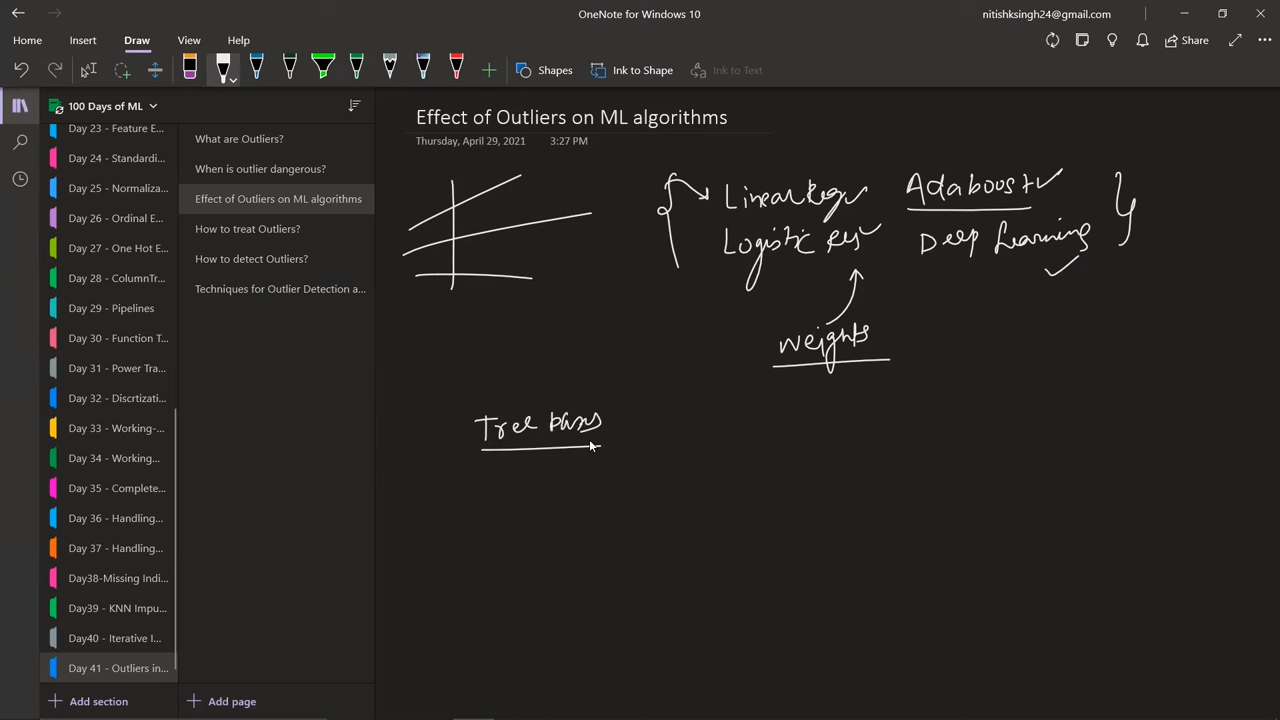 OneNote for Windows 10
nitishksingh24@gmail.com
Home
Insert
Draw
View
Help
Shapes
Ink to Shape
Ink to Text
Share
100 Days of ML
Day 23 - Feature E...
Day 24 - Standardi...
Day 25 - Normaliza...
Day 26 - Ordinal E...
Day 27 - One Hot E...
Day 28 - ColumnTr...
Day 29 - Pipelines
Day 30 - Function T...
Day 31 - Power Tra...
Day 32 - Discrtizati...
Day 33 - Working-...
Day 34 - Working...
Day 35 - Complete...
Day 36 - Handling...
Day 37 - Handling...
Day38-Missing Indi...
Day39 - KNN Impu...
Day40 - Iterative I...
Day 41 - Outliers in...
Add section
What are Outliers?
When is outlier dangerous?
Effect of Outliers on ML algorithms
How to treat Outliers?
How to detect Outliers?
Techniques for Outlier Detection a...
Add page
Effect of Outliers on ML algorithms
Thursday, April 29, 2021 3:27 PM
Linear Reg Adaboost
Logistic Reg Deep Learning
Weights
Tree